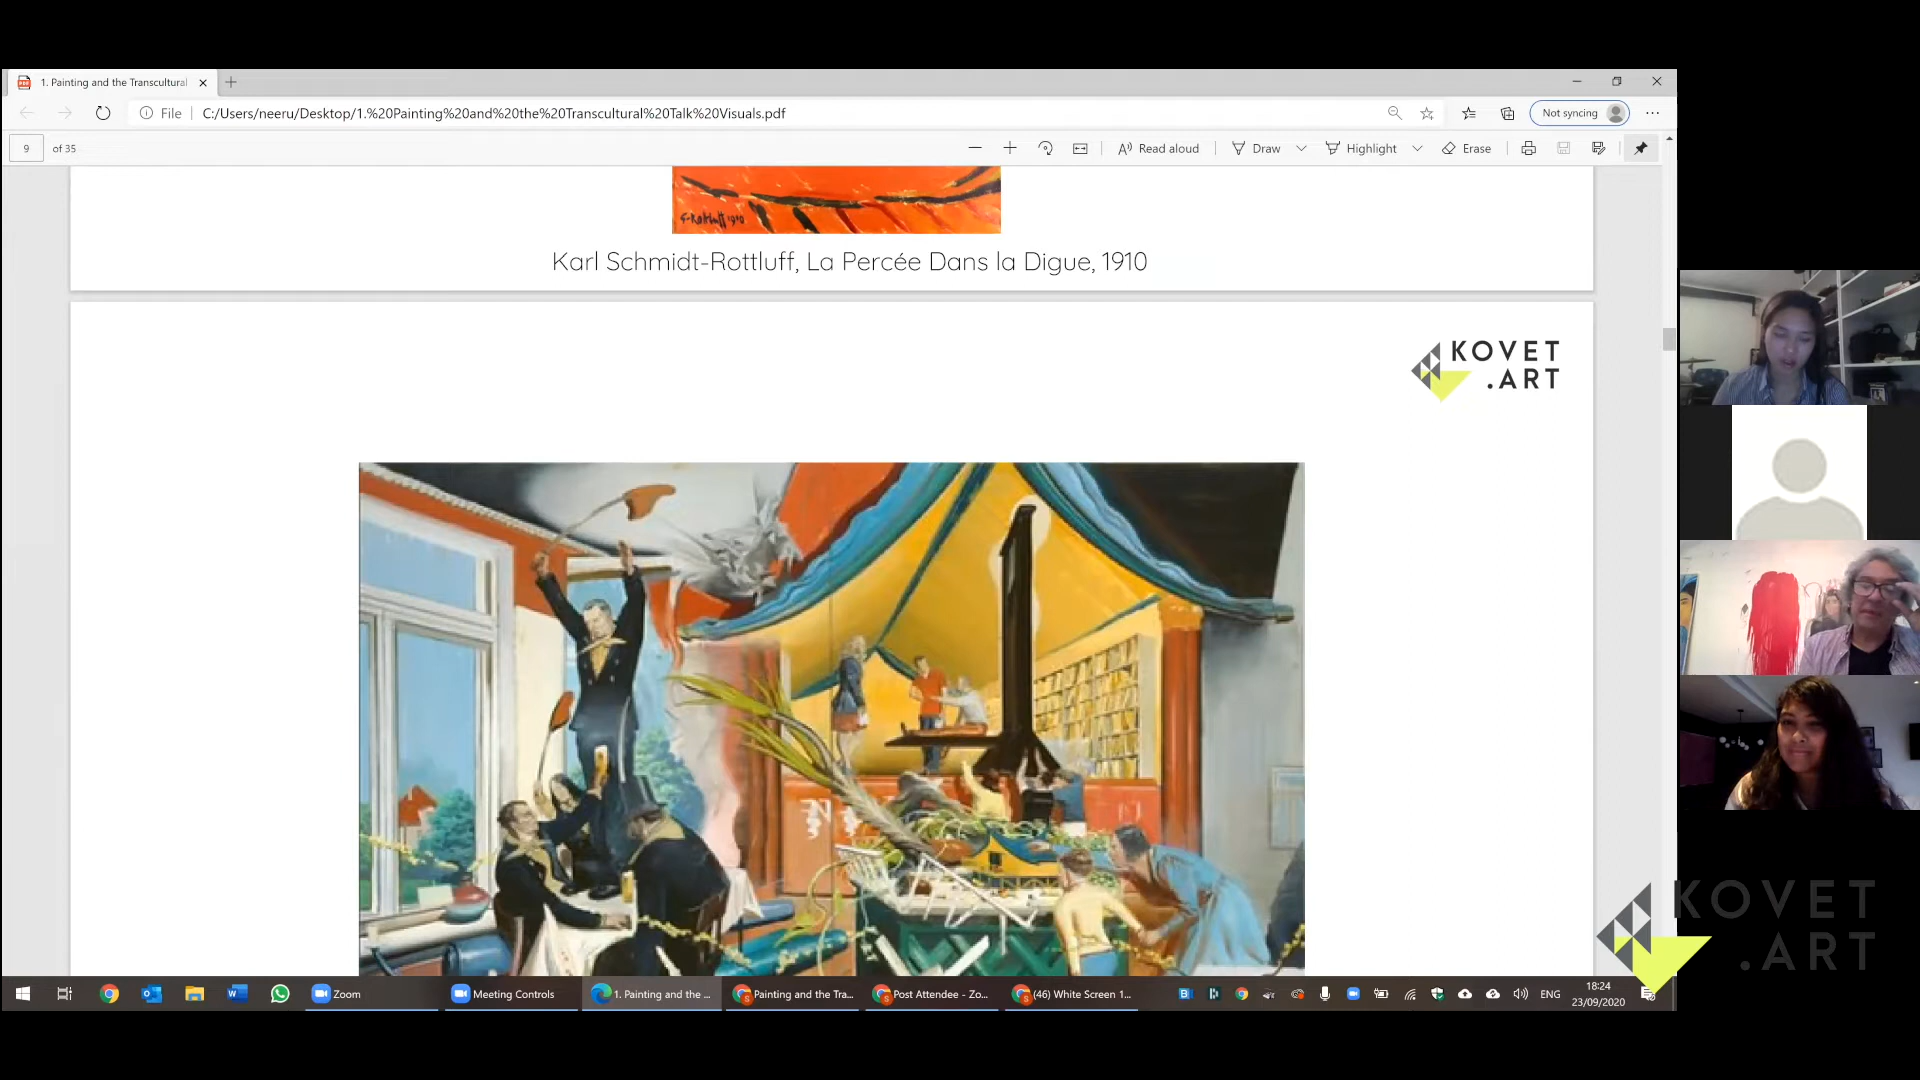 1. Painting and the Transcultural
File
C:/Users/neeru/Desktop/1.%20Painting%20and%20the%20Transcultural%20Talk%20Visuals.pdf
Not syncing
9 of 35
Read aloud
Draw
Highlight
Erase
S-Rottluff 1910
Karl Schmidt-Rottluff, La Percée Dans la Digue, 1910
KOVET
.ART
KOVET
.ART
Zoom
Meeting Controls
1. Painting and the ...
Painting and the Tra...
Post Attendee - Zo...
(46) White Screen 1...
ENG
18:24
23/09/2020